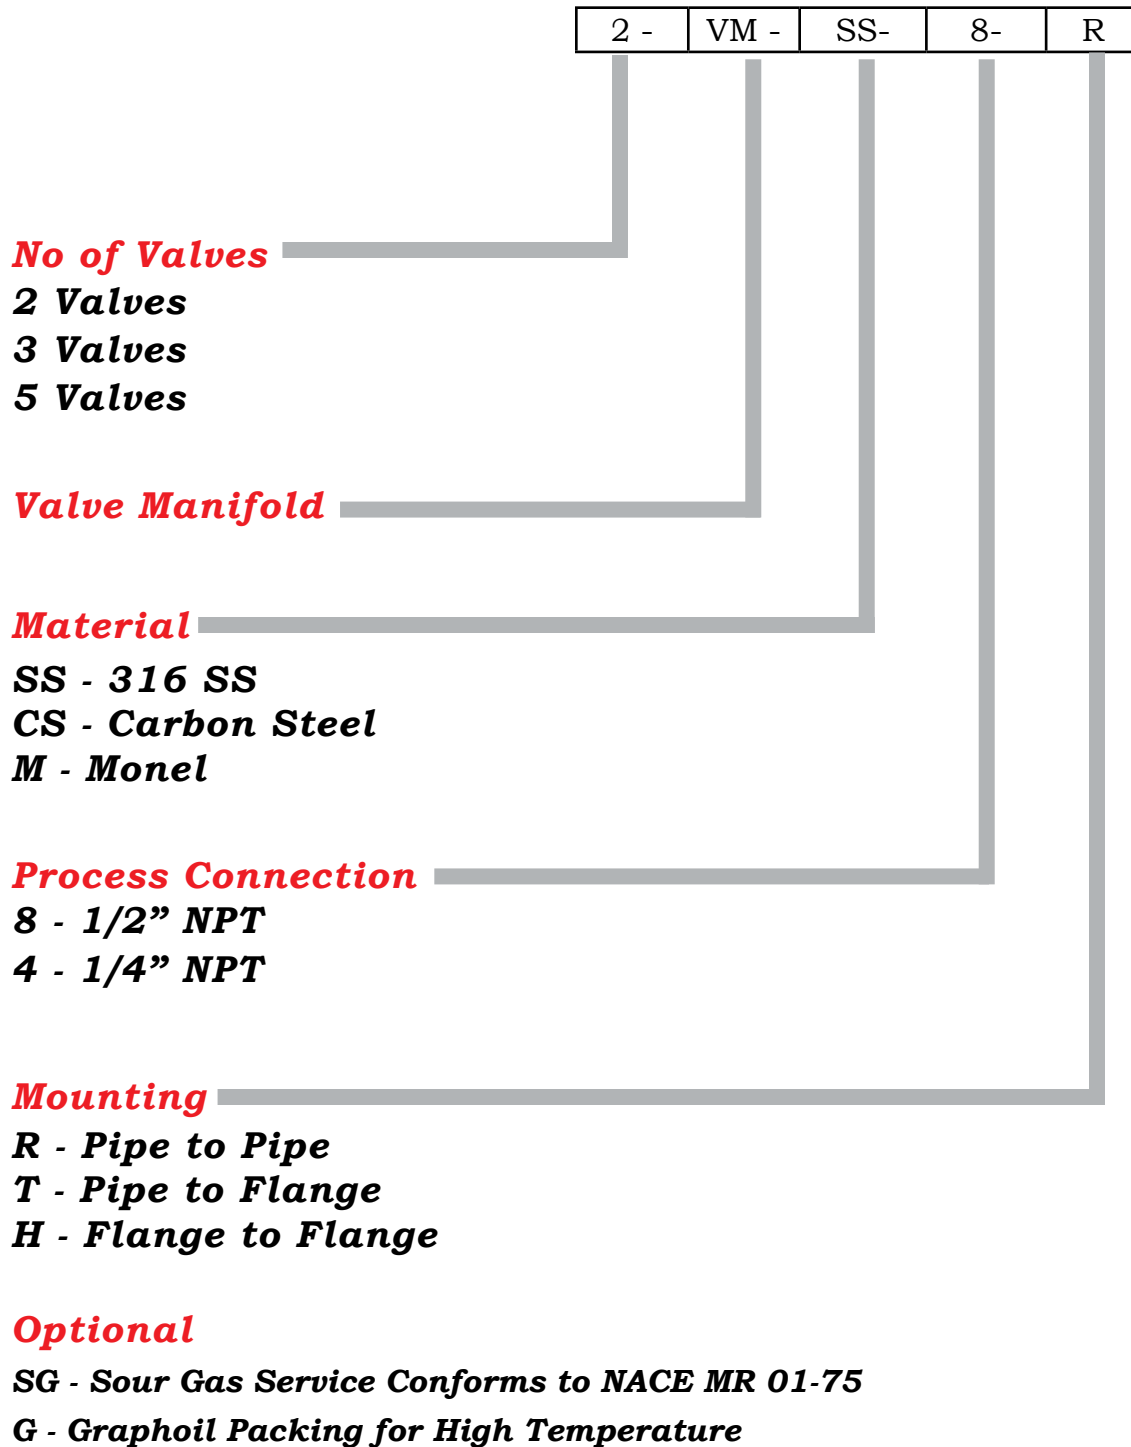 2 - VM - SS- 8- R
No of Valves
2 Valves
3 Valves
5 Valves
Valve Manifold
Material
SS - 316 SS
CS - Carbon Steel
M - Monel
Process Connection
8 - 1/2” NPT
4 - 1/4” NPT
Mounting
R - Pipe to Pipe
T - Pipe to Flange
H - Flange to Flange
Optional
SG - Sour Gas Service Conforms to NACE MR 01-75
G - Graphoil Packing for High Temperature